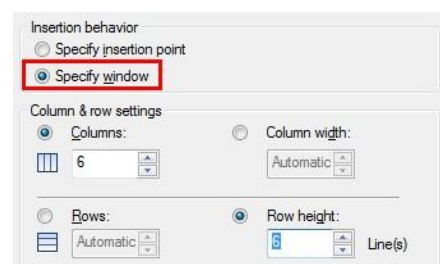 Insertion behavior
Specify insertion point
Specify window
Column & row settings
Columns: Column width:
6 Automatic
Rows: Row height:
Automatic 6 Line(s)